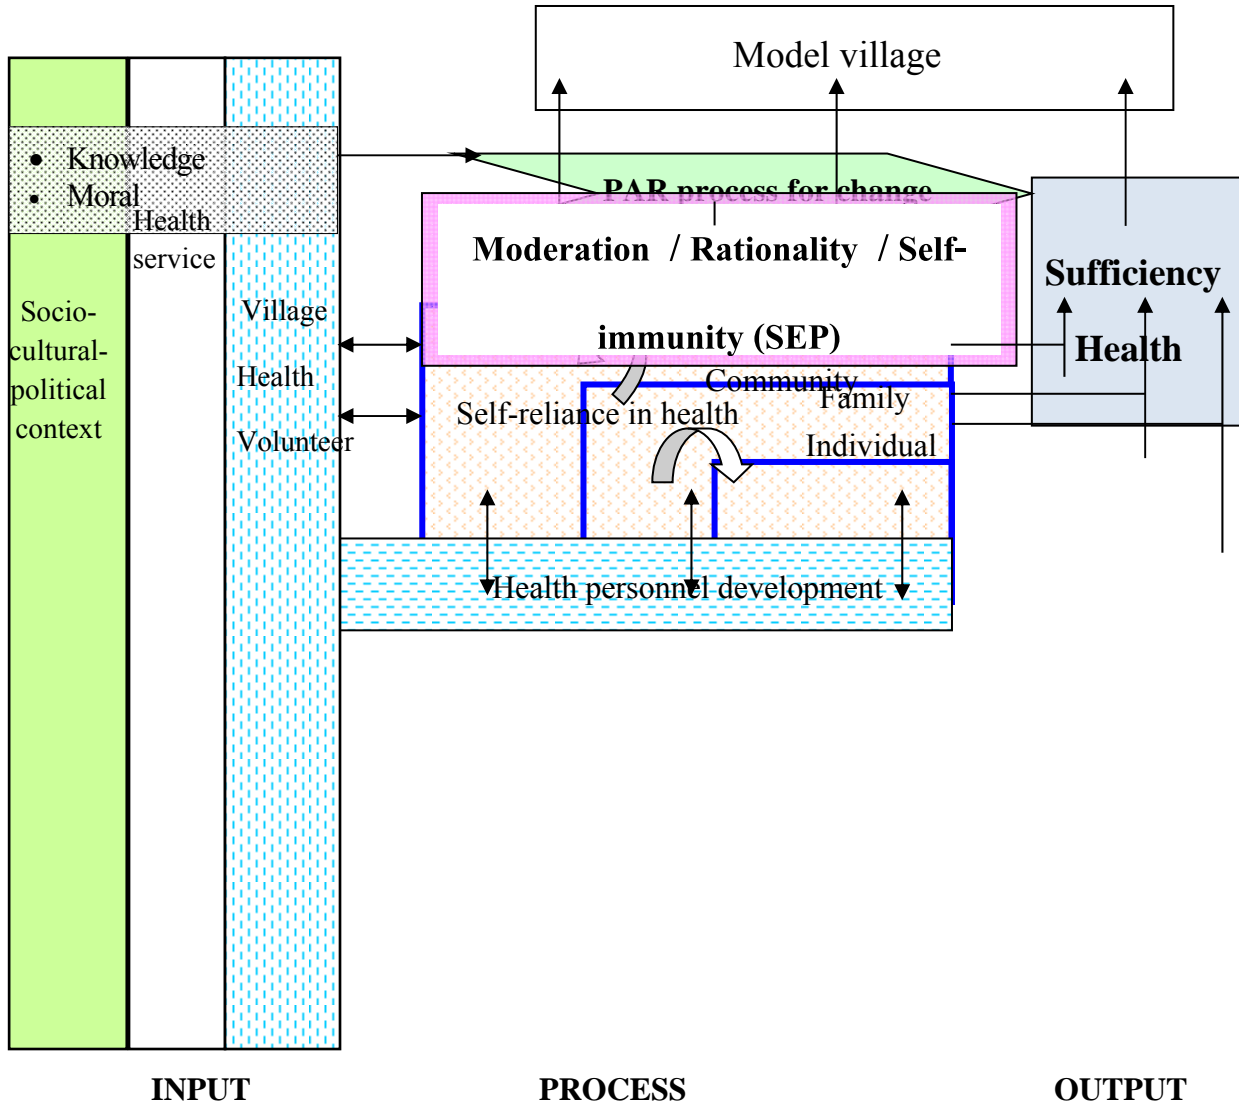 Model village
• Knowledge
• Moral
Health
service
Socio-
cultural-
political
context
Village
Health
Volunteer
PAR process for change
Moderation / Rationality / Self-
immunity (SEP)
Community
Family
Self-reliance in health
Individual
Health personnel development
Sufficiency
Health
INPUT
PROCESS
OUTPUT